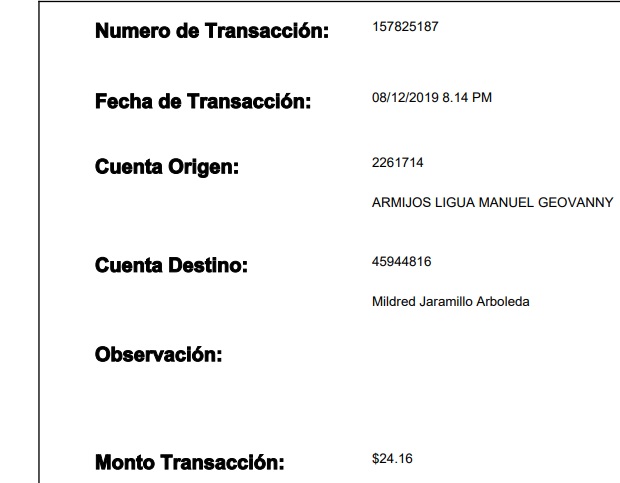 Numero de Transacción: 157825187
Fecha de Transacción: 08/12/2019 8.14 PM
Cuenta Origen: 2261714
ARMIJOS LIGUA MANUEL GEOVANNY
Cuenta Destino: 45944816
Mildred Jaramillo Arboleda
Observación:
Monto Transacción: $24.16